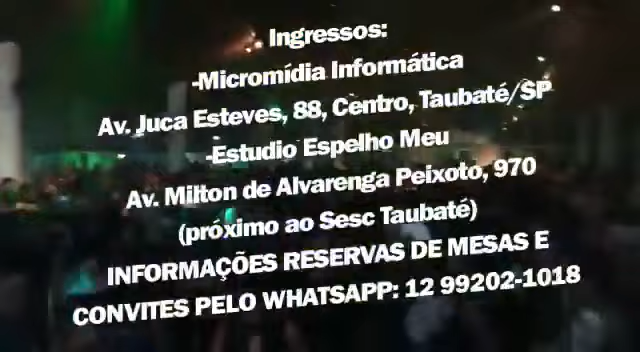 Ingressos:
-Micromídia Informática
Av. Juca Esteves, 88, Centro, Taubaté/SP
-Estudio Espelho Meu
Av. Milton de Alvarenga Peixoto, 970
(próximo ao Sesc Taubaté)
INFORMAÇÕES RESERVAS DE MESAS E
CONVITES PELO WHATSAPP: 12 99202-1018